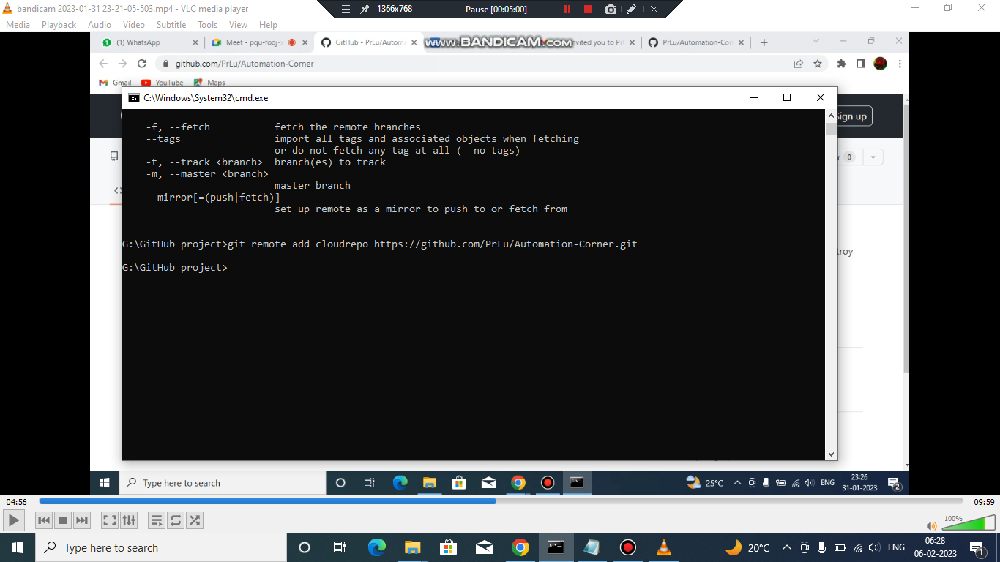 bandicam 2023-01-31 23-21-05-503.mp4 - VLC media player
1366x768
Pause [00:05:00]
Media Playback Audio Video Subtitle Tools View Help
(1) WhatsApp
Meet - pqu-foqj-
GitHub - PrLu/Autom
www.BANDICAM.com
nvited you to Pr
PrLu/Automation-Cor
github.com/PrLu/Automation-Corner
Gmail YouTube Maps
C:\Windows\System32\cmd.exe
ign up
-f, --fetch fetch the remote branches
--tags import all tags and associated objects when fetching
or do not fetch any tag at all (--no-tags)
0
-t, --track <branch> branch(es) to track
-m, --master <branch>
master branch
--mirror[=(push|fetch)]
set up remote as a mirror to push to or fetch from
G:\GitHub project>git remote add cloudrepo https://github.com/PrLu/Automation-Corner.git
troy
G:\GitHub project>
Type here to search
25°C
ENG
23:26
31-01-2023
2
04:56
09:59
100%
Type here to search
20°C
ENG
06:28
06-02-2023
1